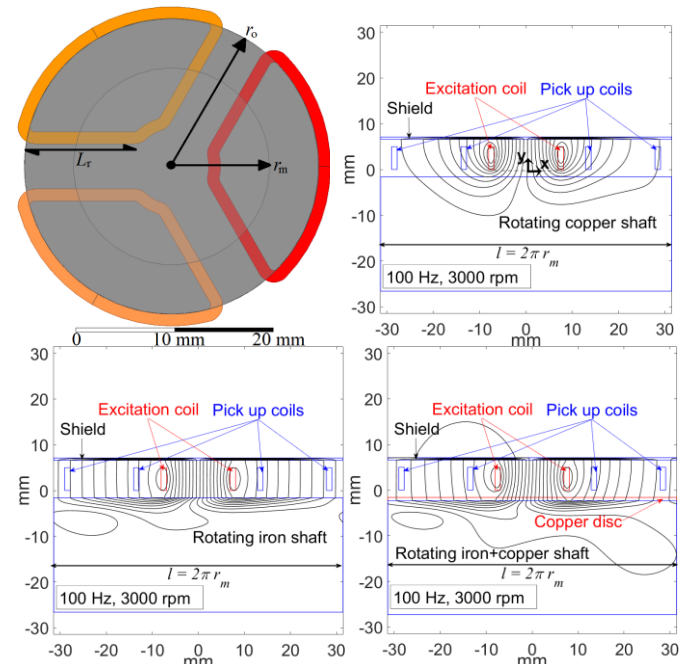 r_o
L_τ
r_m
0 10 mm 20 mm
30
20
10
0
-10
-20
-30
mm
Excitation coil
Pick up coils
Shield
y
x
Rotating copper shaft
l = 2π r_m
100 Hz, 3000 rpm
-30 -20 -10 0 10 20 30
mm
30
20
10
0
-10
-20
-30
mm
Excitation coil
Pick up coils
Shield
Rotating iron shaft
l = 2π r_m
100 Hz, 3000 rpm
-30 -20 -10 0 10 20 30
mm
30
20
10
0
-10
-20
-30
mm
Excitation coil
Pick up coils
Shield
Copper disc
Rotating iron+copper shaft
l = 2π r_m
100 Hz, 3000 rpm
-30 -20 -10 0 10 20 30
mm